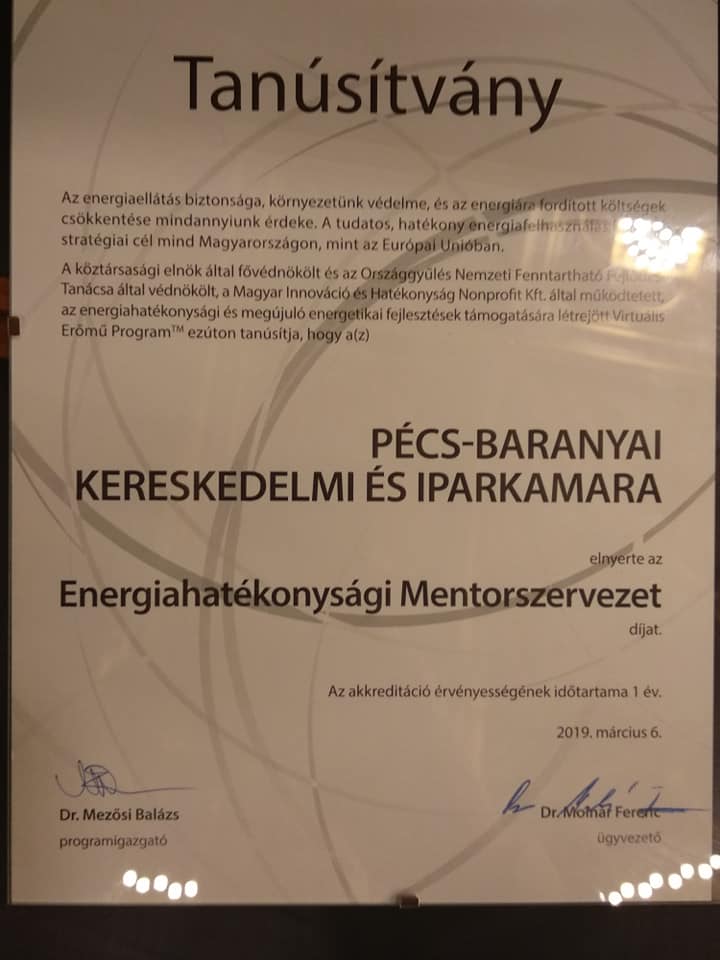 Tanúsítvány
Az energiaellátás biztonsága, környezetünk védelme, és az energiára fordított költségek
csökkentése mindannyiunk érdeke. A tudatos, hatékony energiafelhasználás
stratégiai cél mind Magyarországon, mint az Európai Unióban.
A köztársasági elnök által fővédnökölt és az Országgyűlés Nemzeti Fenntartható Fejlődés
Tanácsa által védnökölt, a Magyar Innováció és Hatékonyság Nonprofit Kft. által működtetett,
az energiahatékonysági és megújuló energetikai fejlesztések támogatására létrejött Virtuális
Erőmű Program™ ezúton tanúsítja, hogy a(z)
PÉCS-BARANYAI
KERESKEDELMI ÉS IPARKAMARA
elnyerte az
Energiahatékonysági Mentorszervezet
díjat.
Az akkreditáció érvényességének időtartama 1 év.
2019. március 6.
Dr. Mezősi Balázs
programigazgató
Dr. Molnár Ferenc
ügyvezető